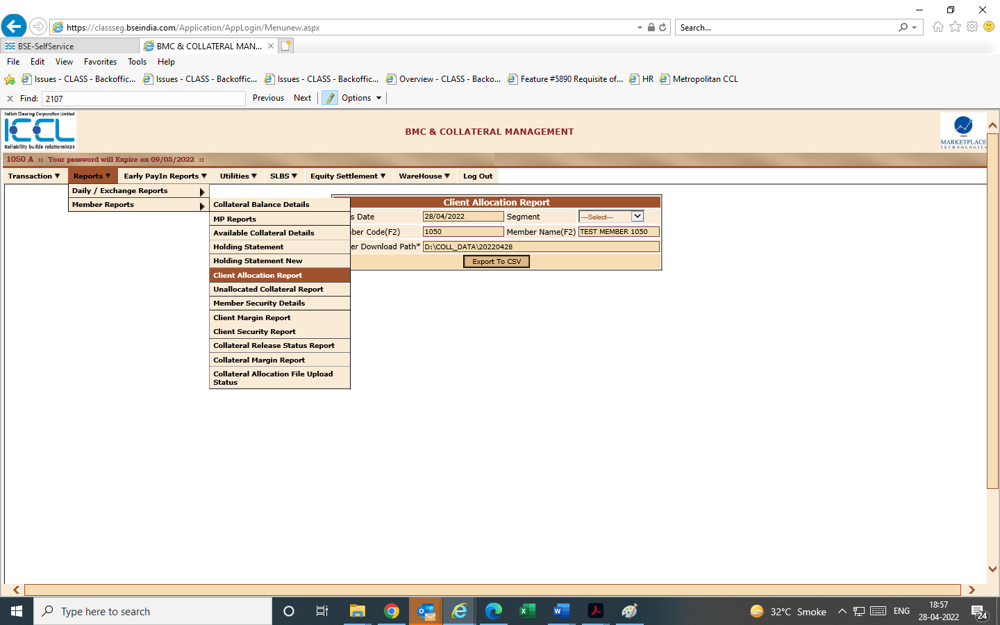 https://classseg.bseindia.com/Application/AppLogin/Menunew.aspx
Search...
BSE-SelfService
BMC & COLLATERAL MAN...
File Edit View Favorites Tools Help
Issues - CLASS - Backoffic... Issues - CLASS - Backoffic... Issues - CLASS - Backoffic... Overview - CLASS - Backo... Feature #5890 Requisite of... HR Metropolitan CCL
x Find: 2107 Previous Next Options
Indian Clearing Corporation Limited
ICCL
Reliability builds relationships
BMC & COLLATERAL MANAGEMENT
MARKETPLACE
TECHNOLOGIES
1050 A :: Your password will Expire on 09/05/2022 ::
Transaction Reports Early PayIn Reports Utilities SLBS Equity Settlement WareHouse Log Out
Daily / Exchange Reports
Member Reports
Collateral Balance Details
MP Reports
Available Collateral Details
Holding Statement
Holding Statement New
Client Allocation Report
Unallocated Collateral Report
Member Security Details
Client Margin Report
Client Security Report
Collateral Release Status Report
Collateral Margin Report
Collateral Allocation File Upload
Status
Client Allocation Report
s Date 28/04/2022 Segment ---Select---
ber Code(F2) 1050 Member Name(F2) TEST MEMBER 1050
er Download Path* D:\COLL_DATA\20220428
Export To CSV
Type here to search
32°C Smoke
ENG
18:57
28-04-2022
24